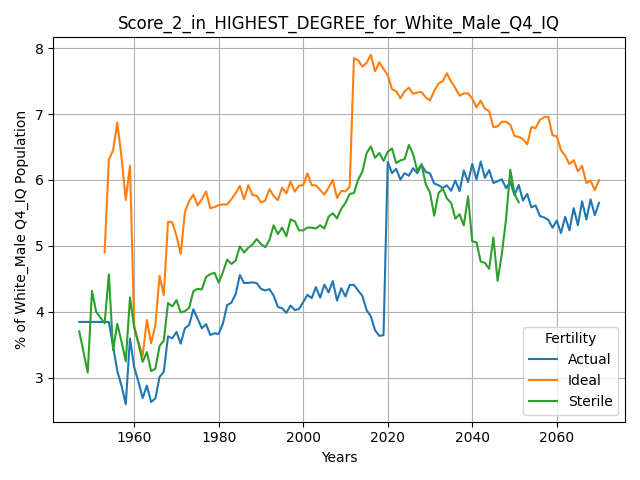 Score_2_in_HIGHEST_DEGREE_for_White_Male_Q4_IQ
% of White_Male Q4_IQ Population
8
7
6
5
4
3
1960 1980 2000 2020 2040 2060
Years
Fertility
Actual
Ideal
Sterile